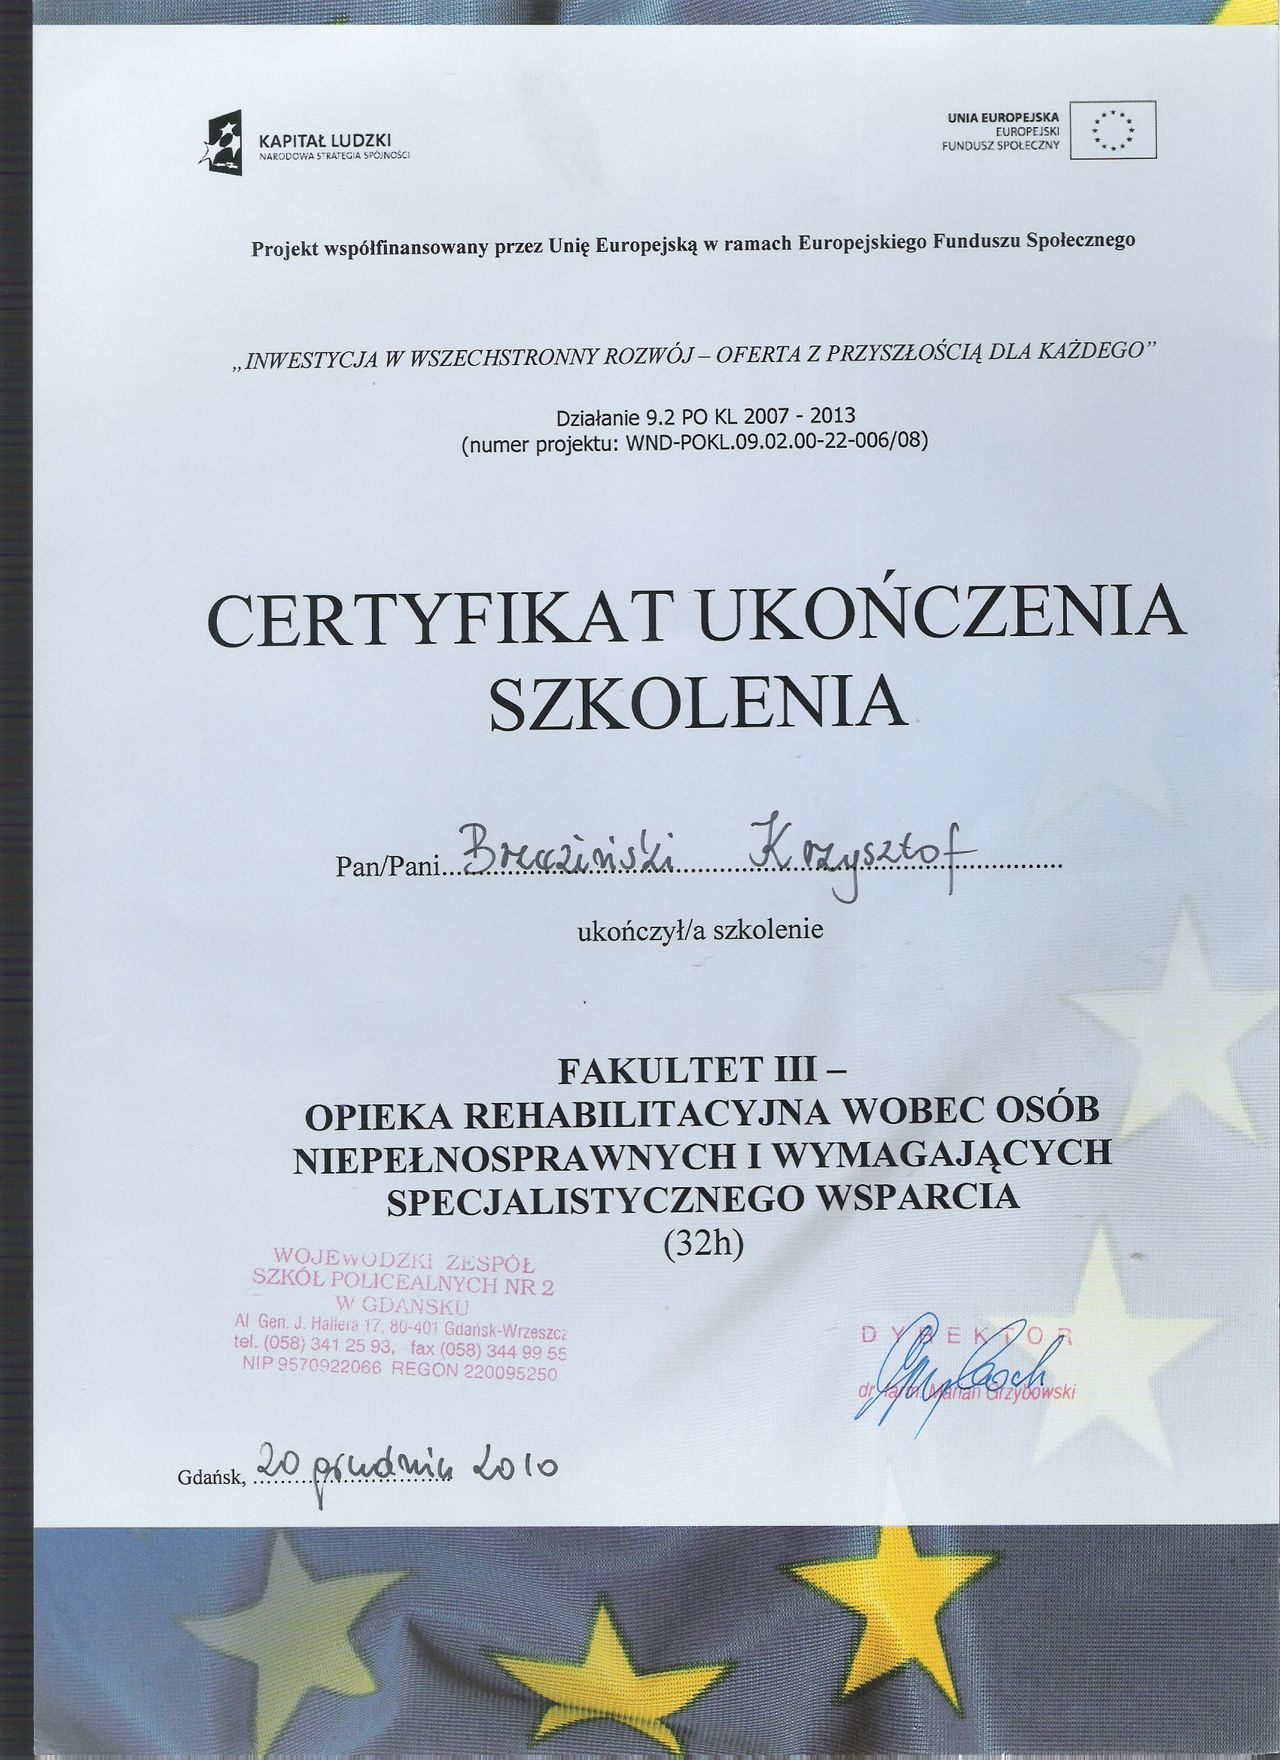 KAPITAŁ LUDZKI
NARODOWA STRATEGIA SPÓJNOŚCI
UNIA EUROPEJSKA
EUROPEJSKI
FUNDUSZ SPOŁECZNY
Projekt współfinansowany przez Unię Europejską w ramach Europejskiego Funduszu Społecznego
„INWESTYCJA W WSZECHSTRONNY ROZWÓJ – OFERTA Z PRZYSZŁOŚCIĄ DLA KAŻDEGO”
Działanie 9.2 PO KL 2007 - 2013
(numer projektu: WND-POKL.09.02.00-22-006/08)
CERTYFIKAT UKOŃCZENIA
SZKOLENIA
Pan/Pani Krzysztof
ukończył/a szkolenie
FAKULTET III –
OPIEKA REHABILITACYJNA WOBEC OSÓB
NIEPEŁNOSPRAWNYCH I WYMAGAJĄCYCH
SPECJALISTYCZNEGO WSPARCIA
(32h)
WOJEWÓDZKI ZESPÓŁ
SZKÓŁ POLICEALNYCH NR 2
W GDAŃSKU
Al Gen. J. Hallera 17, 80-401 Gdańsk-Wrzeszcz
tel. (058) 341 25 93, fax (058) 344 99 55
NIP 9570922066 REGON 220095250
DYREKTOR
dr farm. Marian Grzybowski
Gdańsk, 20 grudnia 2010